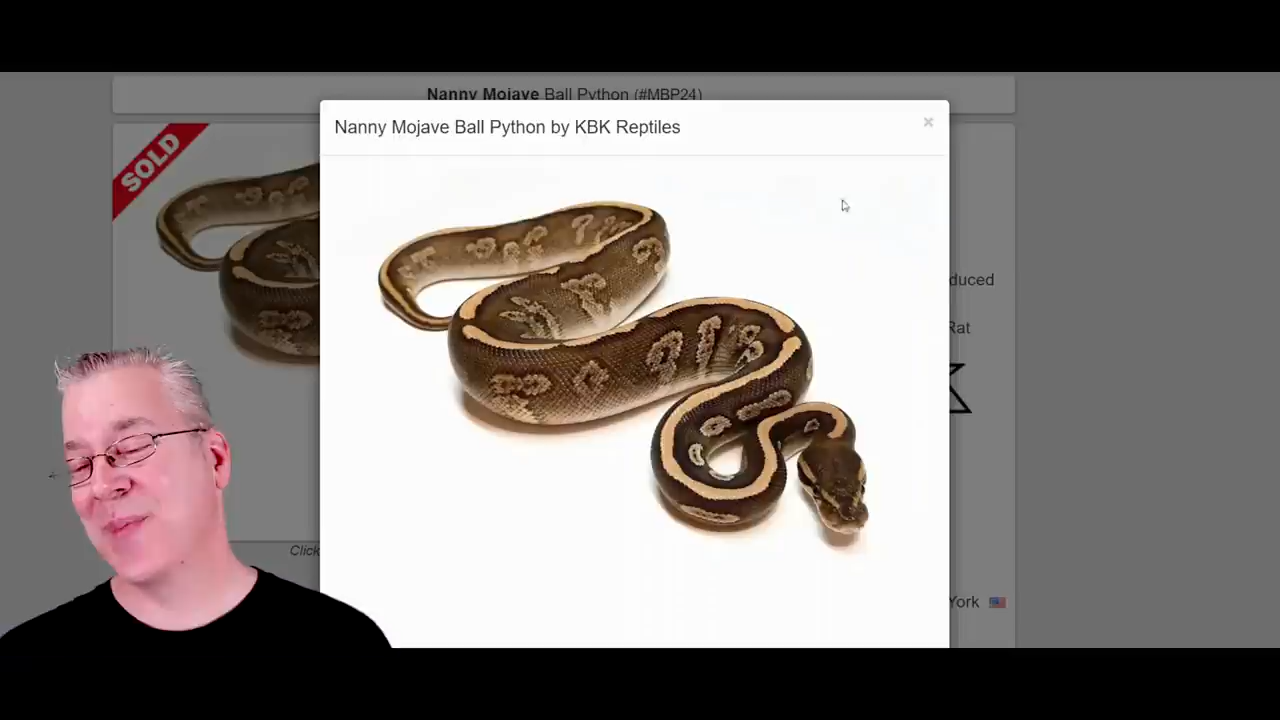 Nanny Mojave Ball Python (#MBP24)
Nanny Mojave Ball Python by KBK Reptiles
×
SOLD
duced
Rat
Click
York